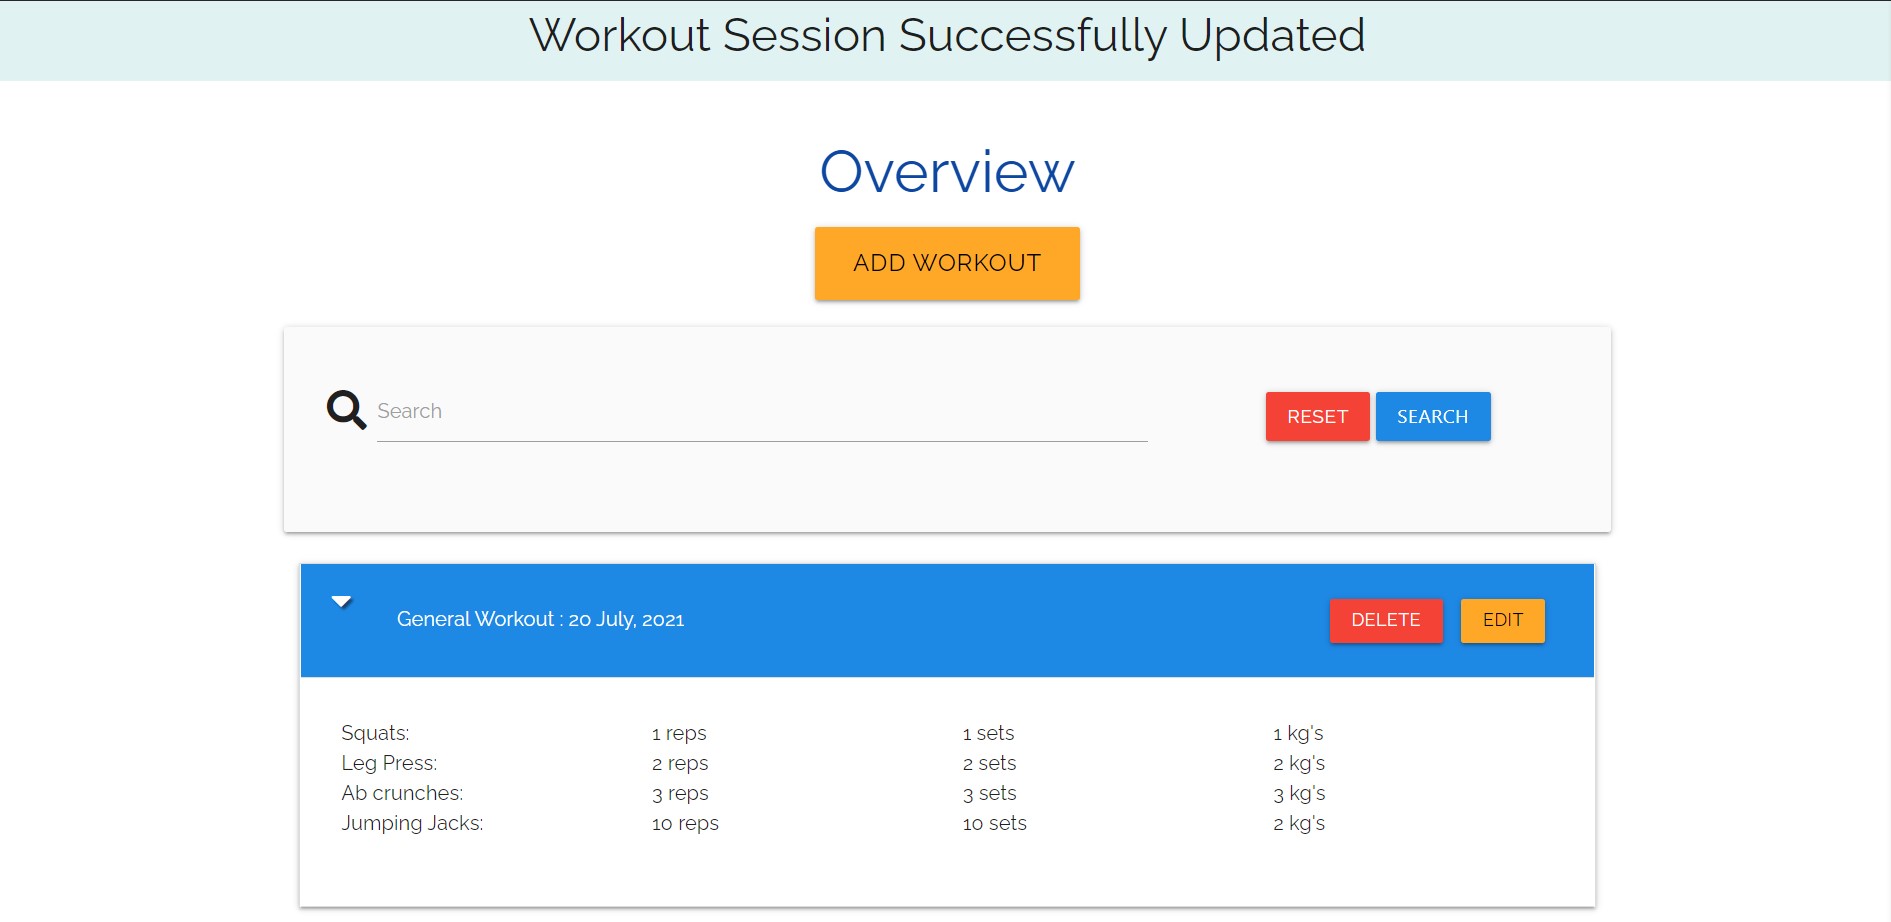 Workout Session Successfully Updated
Overview
ADD WORKOUT
Search RESET SEARCH
General Workout : 20 July, 2021 DELETE EDIT
Squats: 1 reps 1 sets 1 kg's
Leg Press: 2 reps 2 sets 2 kg's
Ab crunches: 3 reps 3 sets 3 kg's
Jumping Jacks: 10 reps 10 sets 2 kg's